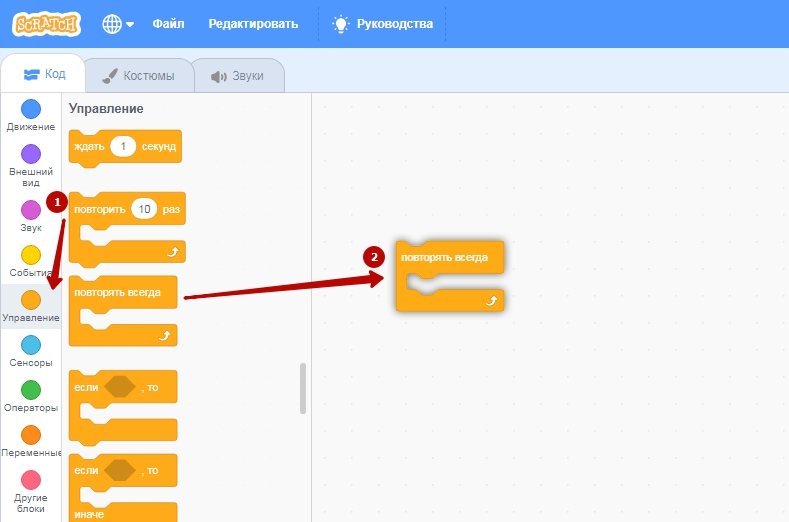 SCRATCH
Файл
Редактировать
Руководства
Код
Костюмы
Звуки
Движение
Внешний
вид
Звук
События
Управление
Сенсоры
Операторы
Переменные
Другие
блоки
Управление
ждать 1 секунд
1
повторить 10 раз
повторять всегда
если , то
если , то
иначе
2
повторять всегда